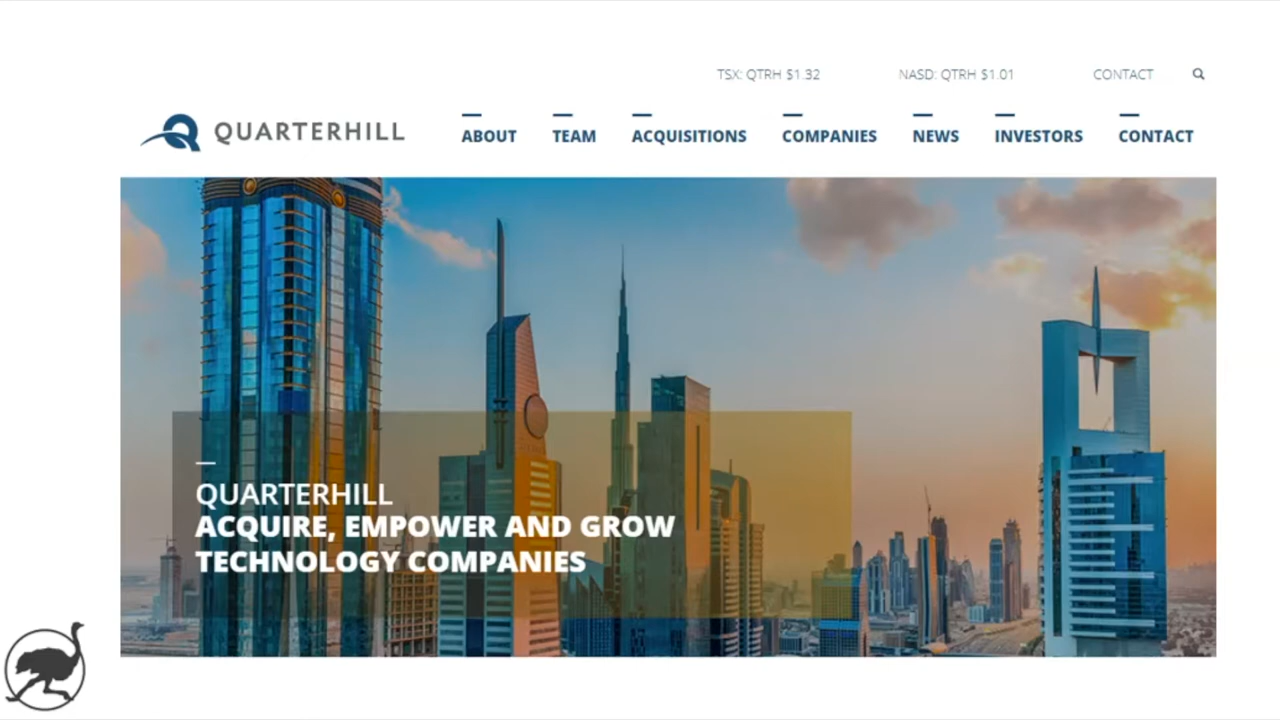 TSX: QTRH $1.32
NASD: QTRH $1.01
CONTACT
QUARTERHILL
ABOUT
TEAM
ACQUISITIONS
COMPANIES
NEWS
INVESTORS
CONTACT
QUARTERHILL
ACQUIRE, EMPOWER AND GROW
TECHNOLOGY COMPANIES